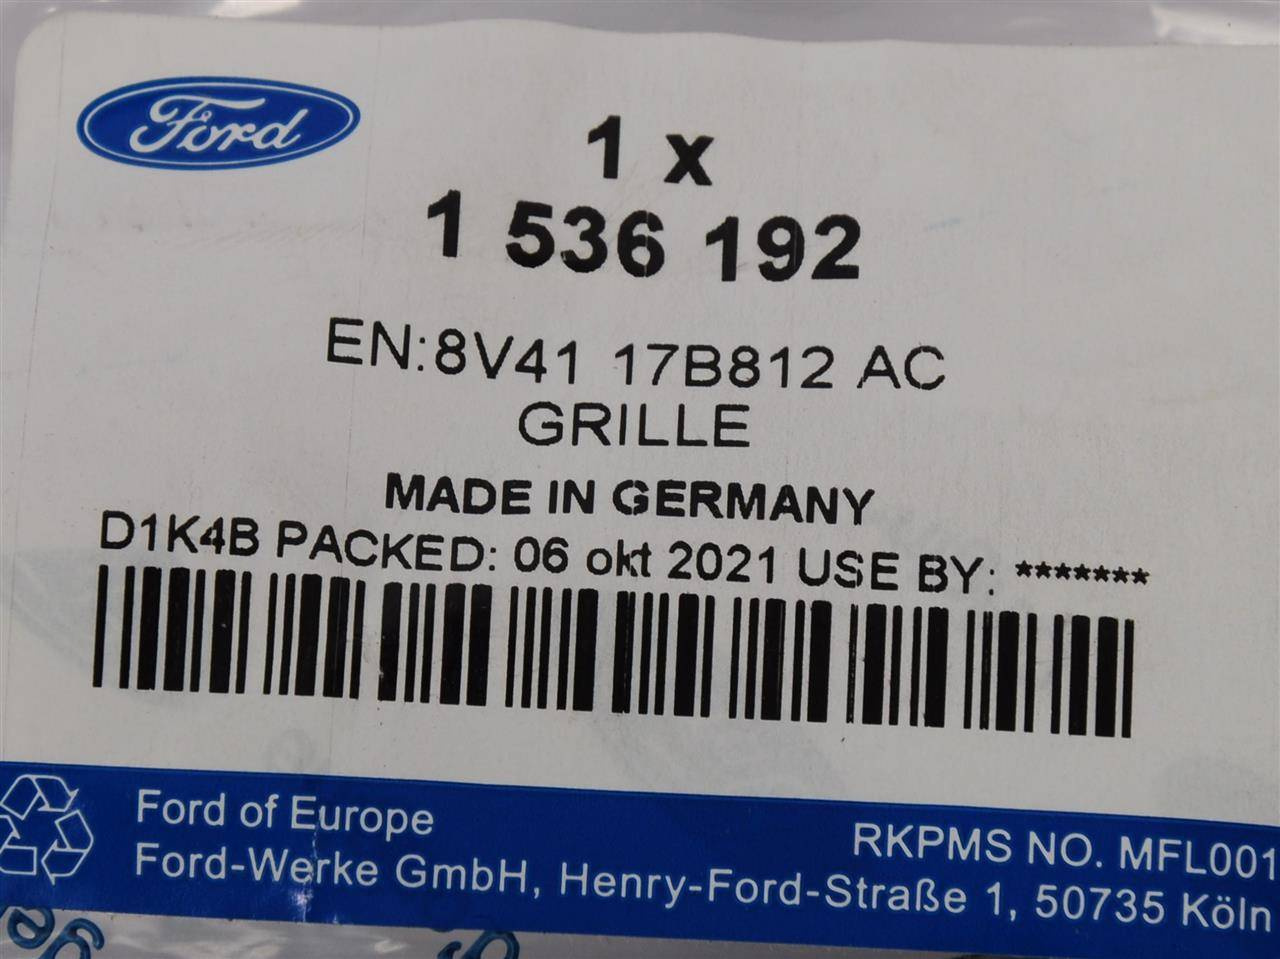 Ford
1 x
1 536 192
EN:8V41 17B812 AC
GRILLE
MADE IN GERMANY
D1K4B PACKED: 06 okt 2021 USE BY: *******
Ford of Europe
RKPMS NO. MFL001
Ford-Werke GmbH, Henry-Ford-Straße 1, 50735 Köln